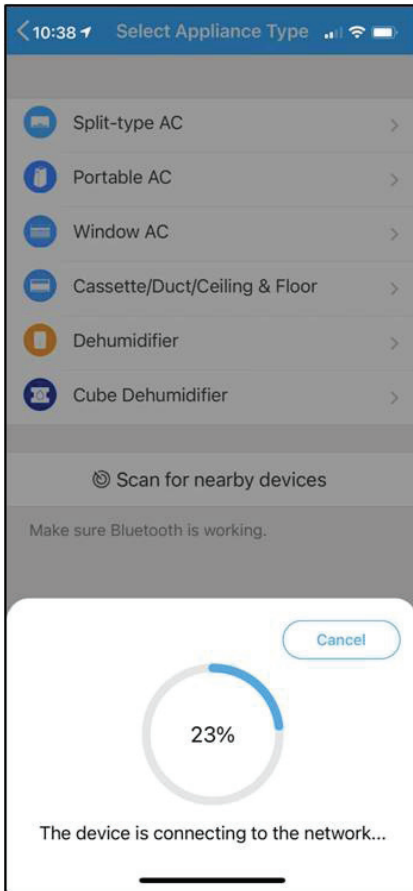 10:38 Select Appliance Type
Split-type AC
Portable AC
Window AC
Cassette/Duct/Ceiling & Floor
Dehumidifier
Cube Dehumidifier
Scan for nearby devices
Make sure Bluetooth is working.
Cancel
23%
The device is connecting to the network...